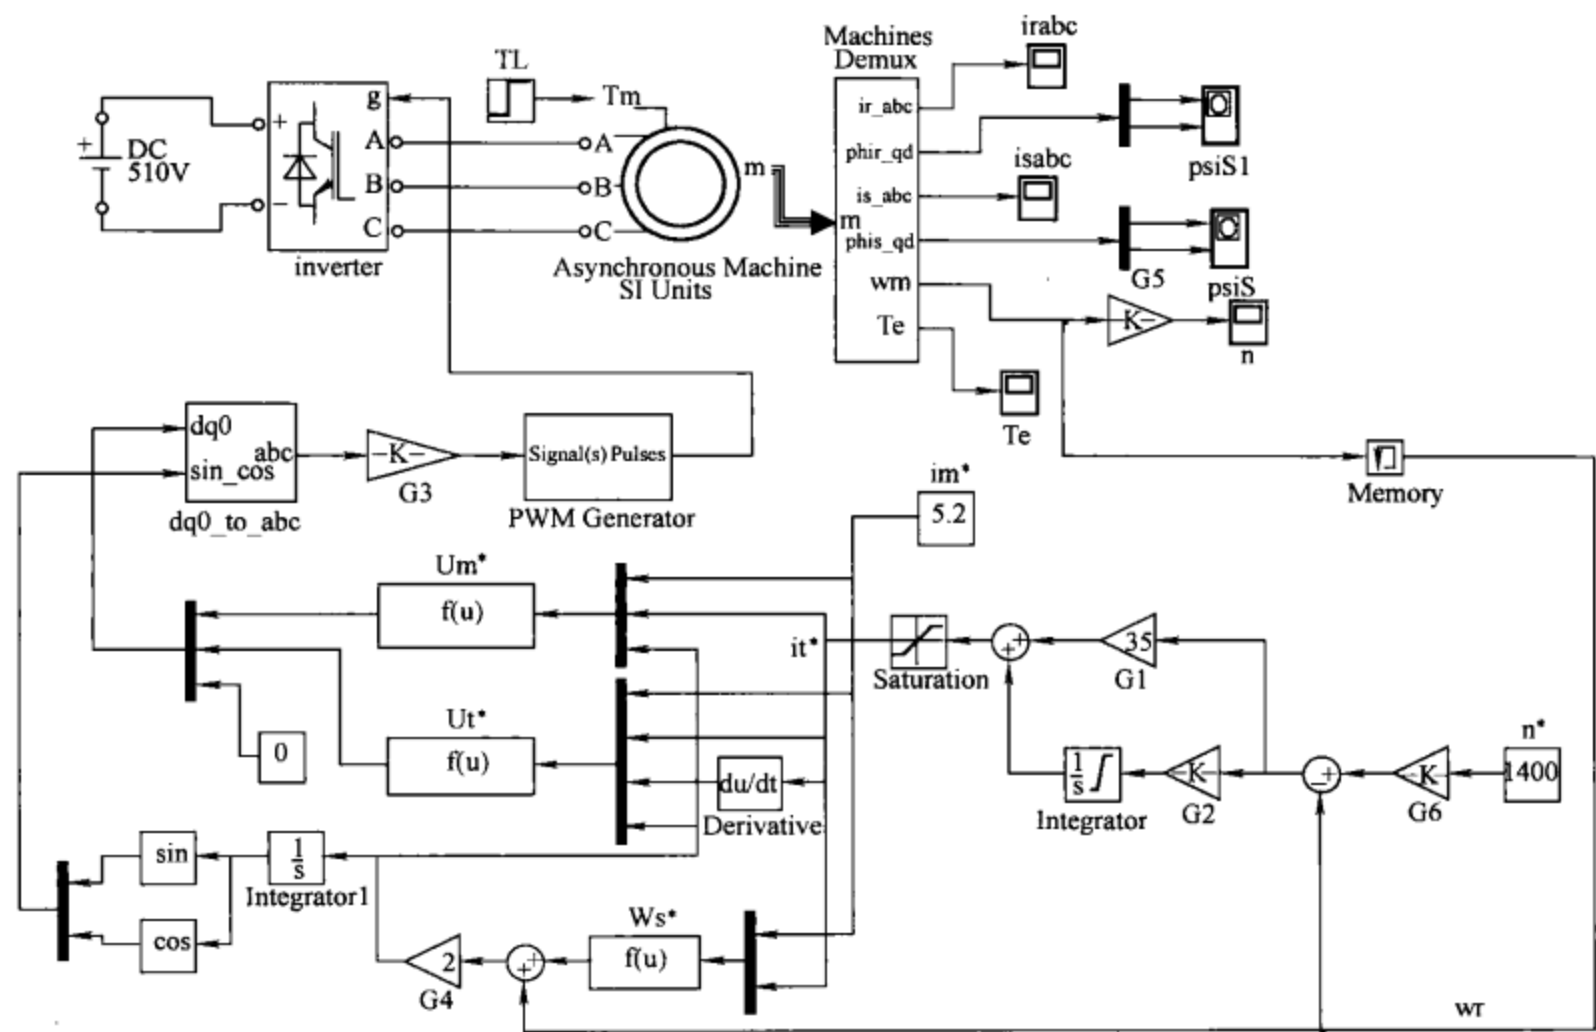 Machines
Demux
irabc
TL
g
Tm
ir_abc
+
+
DC
510V
A
A
phir_qd
isabc
psiS1
m
B
B
is_abc
m
−
C
C
phis_qd
inverter
Asynchronous Machine
SI Units
wm
G5
psiS
Te
-K-
n
Te
dq0
abc
sin_cos
-K-
G3
Signal(s) Pulses
dq0_to_abc
PWM Generator
im*
5.2
Memory
Um*
f(u)
it*
Saturation
+
+
35
G1
Ut*
f(u)
0
du/dt
Derivative
1
s
Integrator
-K-
G2
−
+
-K-
G6
n*
1400
sin
1
s
Integrator1
cos
Ws*
f(u)
2
G4
+
+
wr